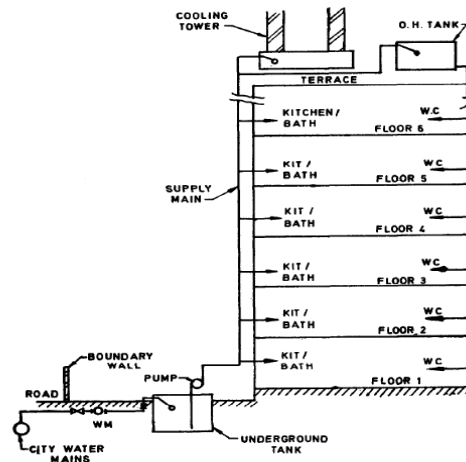 COOLING
TOWER
O.H. TANK
TERRACE
KITCHEN/
BATH
W.C
FLOOR 6
KIT /
BATH
WC
FLOOR 5
SUPPLY
MAIN
KIT /
BATH
WC
FLOOR 4
KIT /
BATH
WC
FLOOR 3
KIT /
BATH
WC
FLOOR 2
BOUNDARY
WALL
KIT /
BATH
WC
PUMP
FLOOR 1
ROAD
WM
CITY WATER
MAINS
UNDERGROUND
TANK